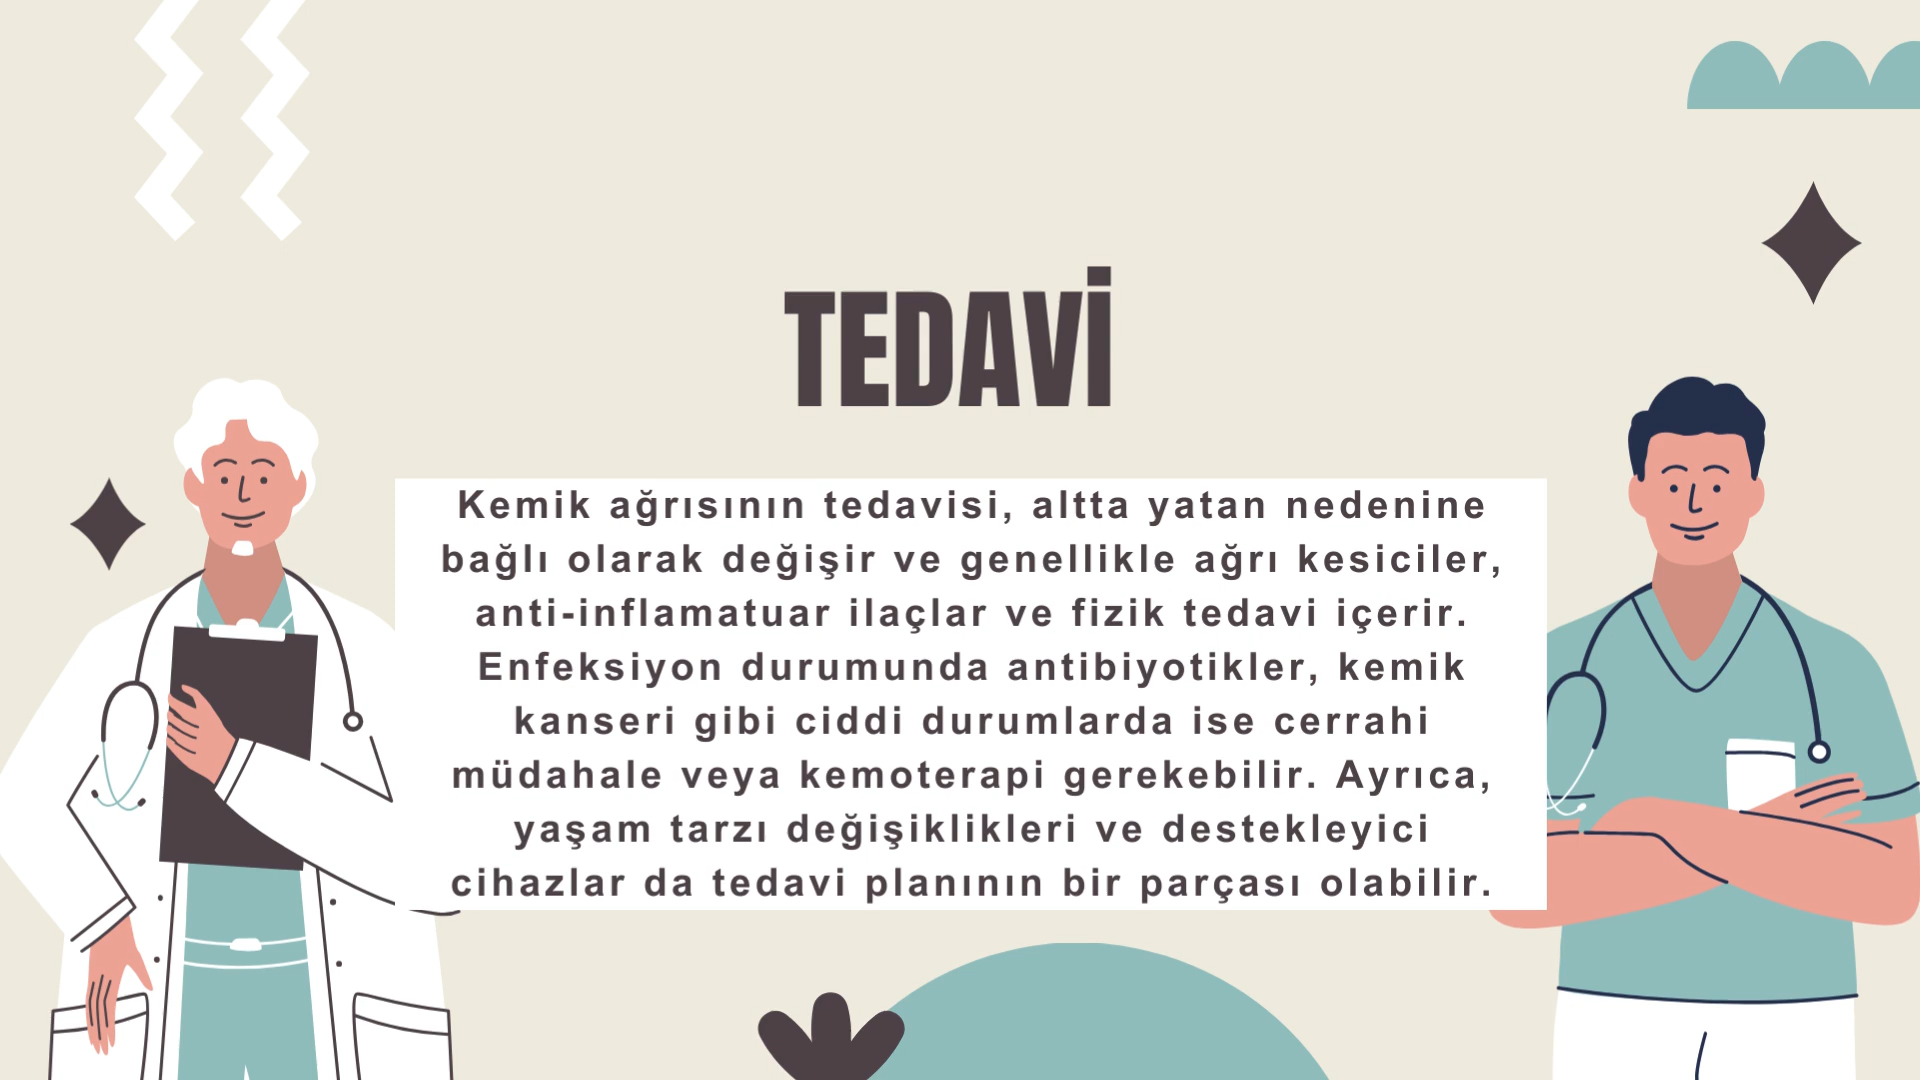 TEDAVİ
Kemik ağrısının tedavisi, altta yatan nedenine
bağlı olarak değişir ve genellikle ağrı kesiciler,
anti-inflamatuar ilaçlar ve fizik tedavi içerir.
Enfeksiyon durumunda antibiyotikler, kemik
kanseri gibi ciddi durumlarda ise cerrahi
müdahale veya kemoterapi gerekebilir. Ayrıca,
yaşam tarzı değişiklikleri ve destekleyici
cihazlar da tedavi planının bir parçası olabilir.